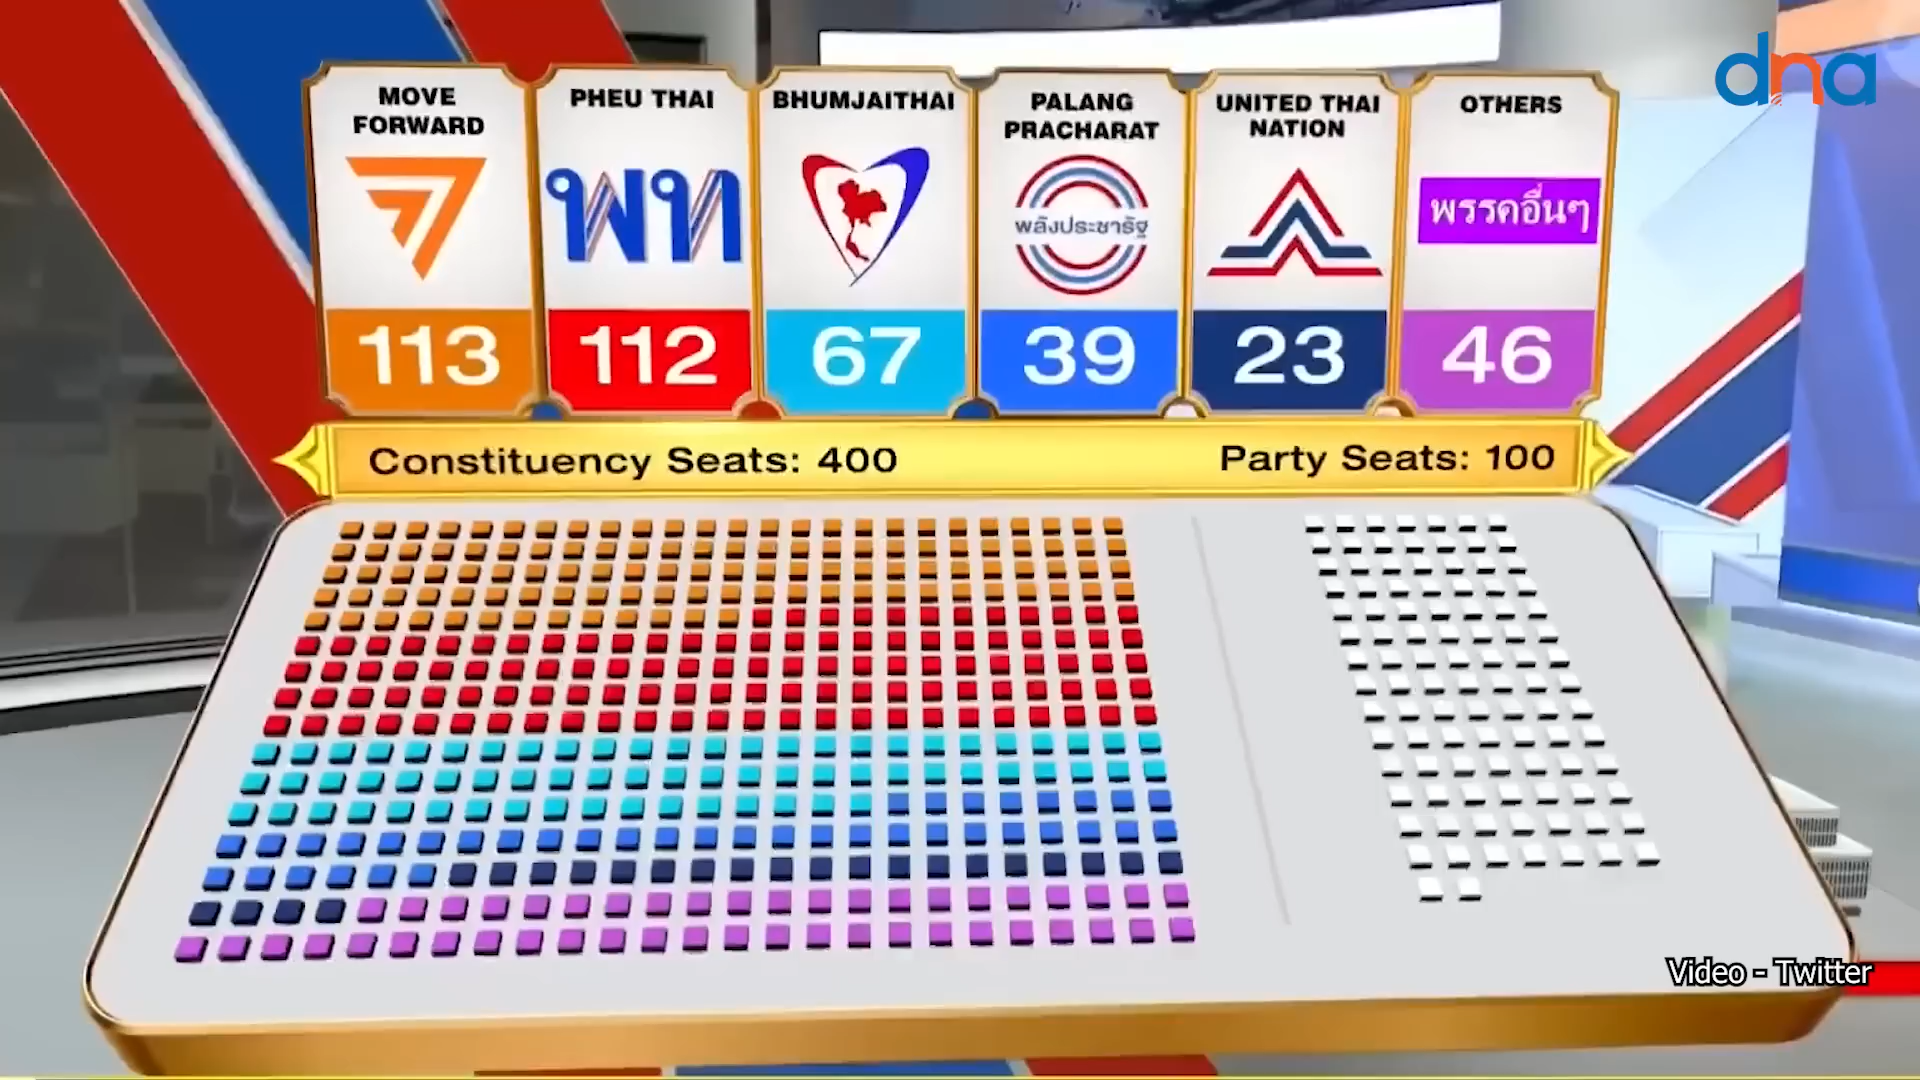 dna
MOVE
FORWARD
113
PHEU THAI
พท
112
BHUMJAITHAI
67
PALANG
PRACHARAT
พลังประชารัฐ
39
UNITED THAI
NATION
23
OTHERS
พรรคอื่นๆ
46
Constituency Seats: 400
Party Seats: 100
Video - Twitter